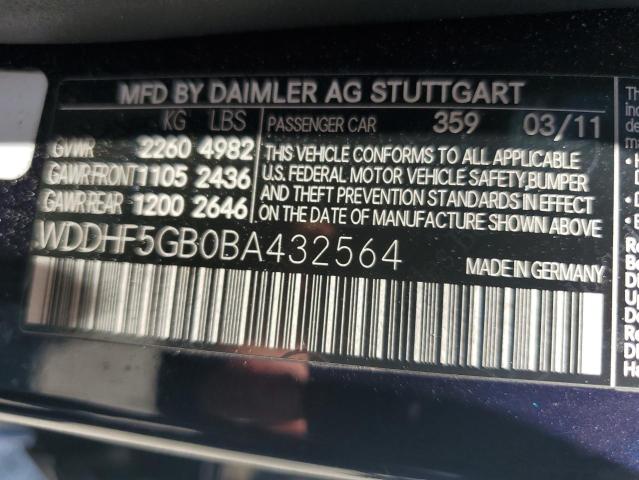 MFD BY DAIMLER AG STUTTGART
KG LBS
GVWR 2260 4982
GAWR FRONT 1105 2436
GAWR REAR 1200 2646
PASSENGER CAR 359 03/11
THIS VEHICLE CONFORMS TO ALL APPLICABLE
U.S. FEDERAL MOTOR VEHICLE SAFETY, BUMPER
AND THEFT PREVENTION STANDARDS IN EFFECT
ON THE DATE OF MANUFACTURE SHOWN ABOVE
WDDHF5GB0BA432564
MADE IN GERMANY